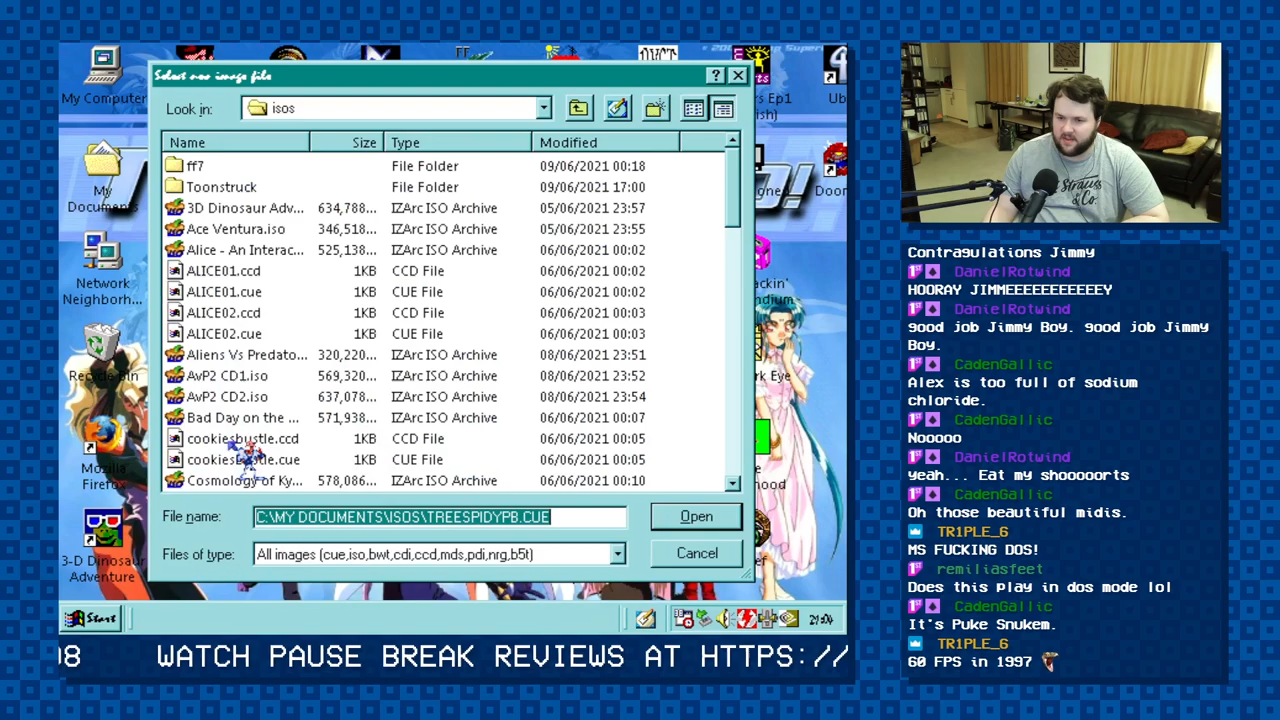 My Computer
Select new image file
Look in:
isos
Name
Size
Type
Modified
ff7
File Folder
09/06/2021 00:18
Toonstruck
File Folder
09/06/2021 17:00
3D Dinosaur Adv...
634,788...
IZArc ISO Archive
05/06/2021 23:57
Ace Ventura.iso
346,518...
IZArc ISO Archive
05/06/2021 23:55
Alice - An Interac...
525,138...
IZArc ISO Archive
06/06/2021 00:02
ALICE01.ccd
1KB
CCD File
06/06/2021 00:02
ALICE01.cue
1KB
CUE File
06/06/2021 00:02
ALICE02.ccd
1KB
CCD File
06/06/2021 00:03
ALICE02.cue
1KB
CUE File
06/06/2021 00:03
Aliens Vs Predato...
320,220...
IZArc ISO Archive
08/06/2021 23:51
AvP2 CD1.iso
569,320...
IZArc ISO Archive
08/06/2021 23:52
AvP2 CD2.iso
637,078...
IZArc ISO Archive
08/06/2021 23:54
Bad Day on the ...
571,938...
IZArc ISO Archive
06/06/2021 00:07
cookiesbustle.ccd
1KB
CCD File
06/06/2021 00:05
cookiesbustle.cue
1KB
CUE File
06/06/2021 00:05
Cosmology of Ky...
578,086...
IZArc ISO Archive
06/06/2021 00:10
File name:
C:\MY DOCUMENTS\ISOS\TREESPIDYPB.CUE
Open
Files of type:
All images (cue,iso,bwt,cdi,ccd,mds,pdi,nrg,b5t)
Cancel
My
Network
Neighborh...
Firefox
3-D Dinosaur
Adventure
Ep1
Start
21:04
WATCH PAUSE BREAK REVIEWS AT HTTPS://
Strauss
& Co.
Contragulations Jimmy
DanielRotwind
HOORAY JIMMEEEEEEEEEEY
DanielRotwind
good job Jimmy Boy. good job Jimmy
Boy.
CadenGallic
Alex is too full of sodium
chloride.
CadenGallic
Nooooo
DanielRotwind
yeah... Eat my shooooorts
CadenGallic
Oh those beautiful midis.
TR1PLE_6
MS FUCKING DOS!
remiliasfeet
Does this play in dos mode lol
CadenGallic
It's Puke Snukem.
TR1PLE_6
60 FPS in 1997